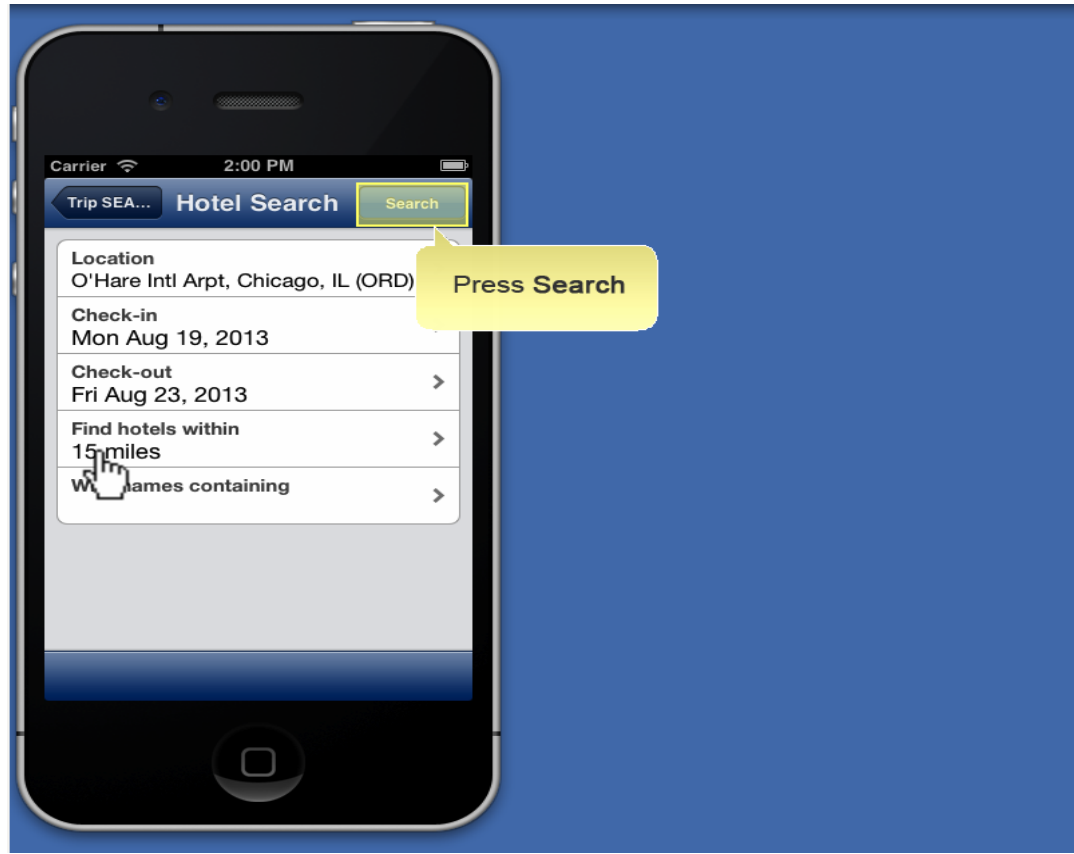 Carrier 2:00 PM
Trip SEA... Hotel Search Search
Location
O'Hare Intl Arpt, Chicago, IL (ORD)
Press Search
Check-in
Mon Aug 19, 2013
Check-out
Fri Aug 23, 2013
Find hotels within
15 miles
names containing